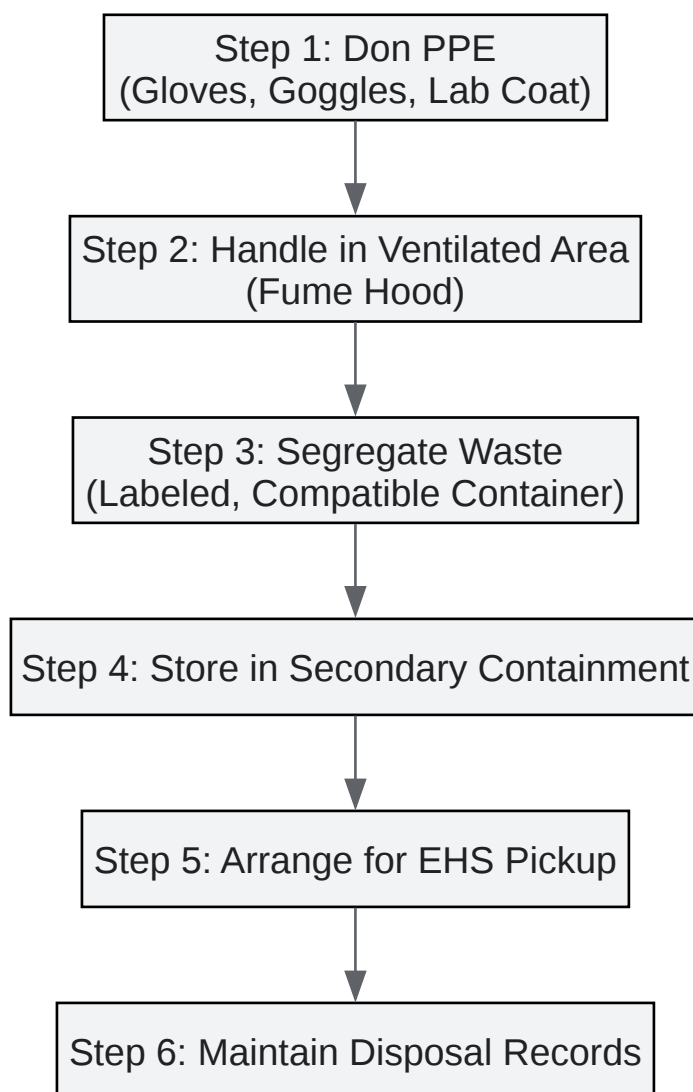 Step 1: Don PPE
(Gloves, Goggles, Lab Coat)
Step 2: Handle in Ventilated Area
(Fume Hood)
Step 3: Segregate Waste
(Labeled, Compatible Container)
Step 4: Store in Secondary Containment
Step 5: Arrange for EHS Pickup
Step 6: Maintain Disposal Records